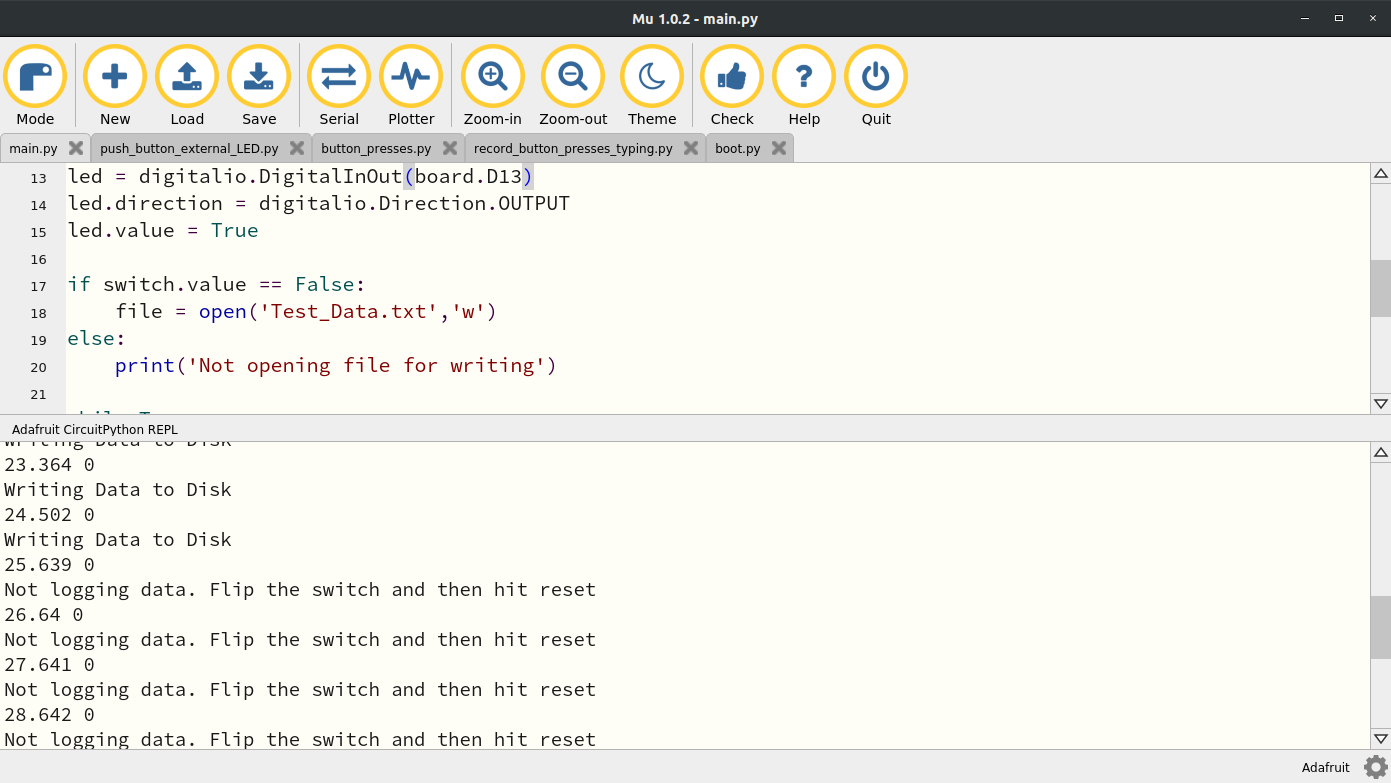 Mu 1.0.2 - main.py
Mode New Load Save Serial Plotter Zoom-in Zoom-out Theme Check Help Quit
main.py push_button_external_LED.py button_presses.py record_button_presses_typing.py boot.py
13 led = digitalio.DigitalInOut(board.D13)
14 led.direction = digitalio.Direction.OUTPUT
15 led.value = True
16
17 if switch.value == False:
18     file = open('Test_Data.txt','w')
19 else:
20     print('Not opening file for writing')
21
Adafruit CircuitPython REPL
Writing Data to Disk
23.364 0
Writing Data to Disk
24.502 0
Writing Data to Disk
25.639 0
Not logging data. Flip the switch and then hit reset
26.64 0
Not logging data. Flip the switch and then hit reset
27.641 0
Not logging data. Flip the switch and then hit reset
28.642 0
Not logging data. Flip the switch and then hit reset
Adafruit